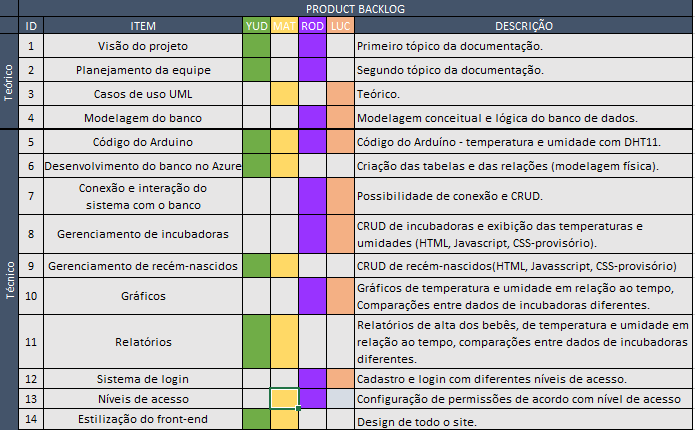 PRODUCT BACKLOG
ID ITEM YUD MAT ROD LUC DESCRIÇÃO
Teórico
1 Visão do projeto Primeiro tópico da documentação.
2 Planejamento da equipe Segundo tópico da documentação.
3 Casos de uso UML Teórico.
4 Modelagem do banco Modelagem conceitual e lógica do banco de dados.
Técnico
5 Código do Arduino Código do Arduíno - temperatura e umidade com DHT11.
6 Desenvolvimento do banco no Azure Criação das tabelas e das relações (modelagem física).
7 Conexão e interação do
sistema com o banco Possibilidade de conexão e CRUD.
8 Gerenciamento de incubadoras CRUD de incubadoras e exibição das temperaturas e
umidades (HTML, Javascript, CSS-provisório).
9 Gerenciamento de recém-nascidos CRUD de recém-nascidos(HTML, Javasscript, CSS-provisório)
10 Gráficos Gráficos de temperatura e umidade em relação ao tempo,
Comparações entre dados de incubadoras diferentes.
11 Relatórios Relatórios de alta dos bebês, de temperatura e umidade em
relação ao tempo, comparações entre dados de incubadoras
diferentes.
12 Sistema de login Cadastro e login com diferentes níveis de acesso.
13 Níveis de acesso Configuração de permissões de acordo com nível de acesso
14 Estilização do front-end Design de todo o site.